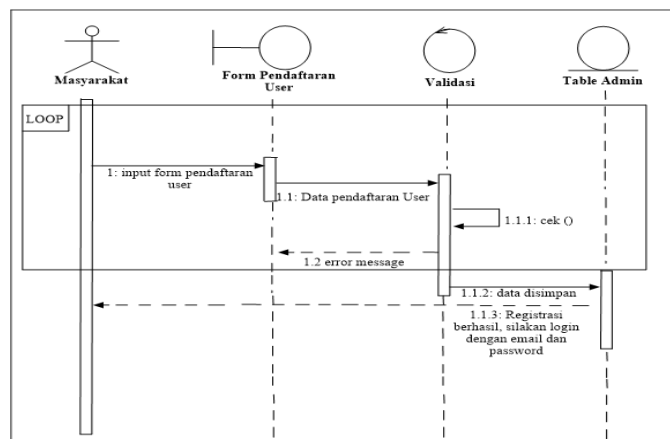 Masyarakat
Form Pendaftaran
User
Validasi
Table Admin
LOOP
1: input form pendaftaran
user
1.1: Data pendaftaran User
1.1.1: cek ()
1.2 error message
1.1.2: data disimpan
1.1.3: Registrasi
berhasil, silakan login
dengan email dan
password